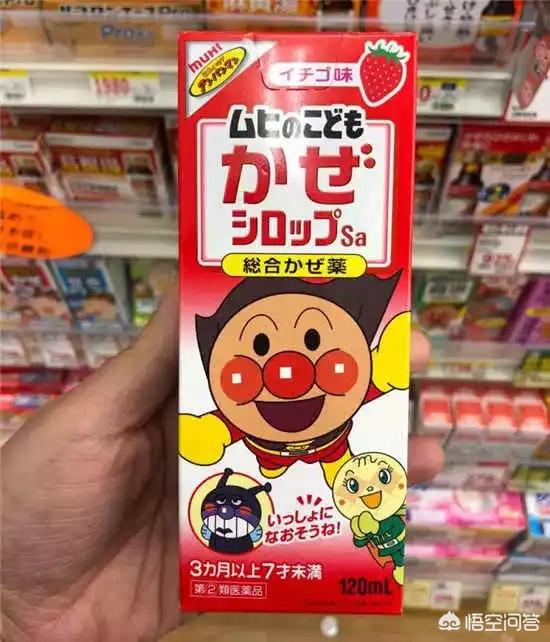 muHi
イチゴ味
ムヒのこども
かぜ
シロップSa
総合かぜ薬
いっしょに
なおそうね!
3カ月以上7才未満
第②類医薬品
120mL
1980
Pros
悟空问答